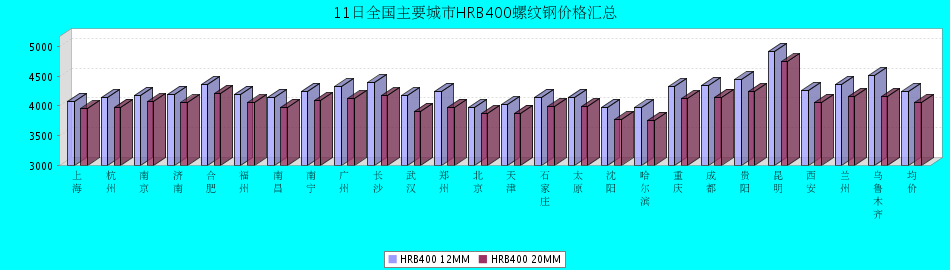 11日全国主要城市HRB400螺纹钢价格汇总
5000
4500
4000
3500
3000
上海
杭州
南京
济南
合肥
福州
南昌
南宁
广州
长沙
武汉
郑州
北京
天津
石家庄
太原
沈阳
哈尔滨
重庆
成都
贵阳
昆明
西安
兰州
乌鲁木齐
均价
HRB400 12MM
HRB400 20MM